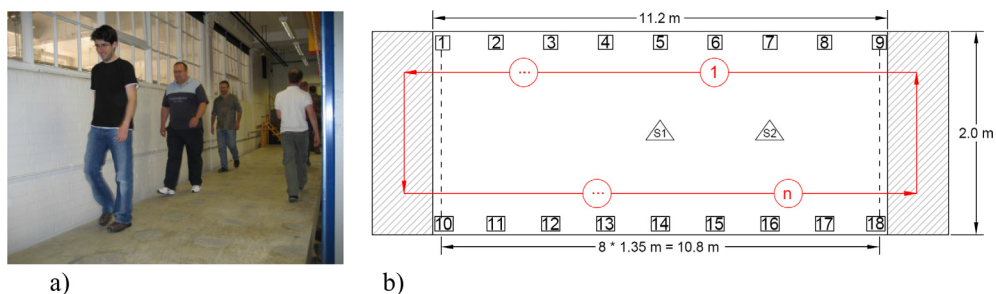 11.2 m
1 2 3 4 5 6 7 8 9
... 1
S1 S2
2.0 m
... n
10 11 12 13 14 15 16 17 18
8 * 1.35 m = 10.8 m
a) b)